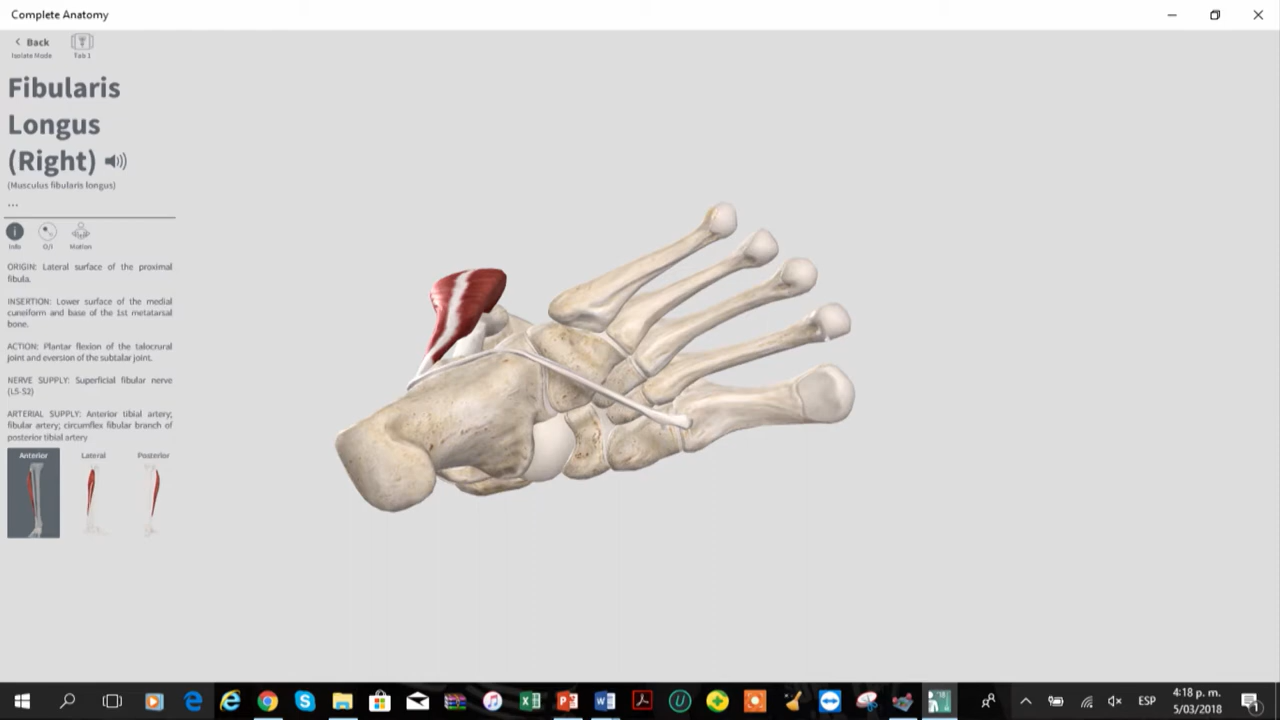 Complete Anatomy
Back
Isolate Mode
Tab 1
Fibularis
Longus
(Right)
(Musculus fibularis longus)
...
Info O/I Motion
ORIGIN: Lateral surface of the proximal
fibula.
INSERTION: Lower surface of the medial
cuneiform and base of the 1st metatarsal
bone.
ACTION: Plantar flexion of the talocrural
joint and eversion of the subtalar joint.
NERVE SUPPLY: Superficial fibular nerve
(L5-S2)
ARTERIAL SUPPLY: Anterior tibial artery;
fibular artery; circumflex fibular branch of
posterior tibial artery
Anterior Lateral Posterior
ESP
4:18 p. m.
5/03/2018
1